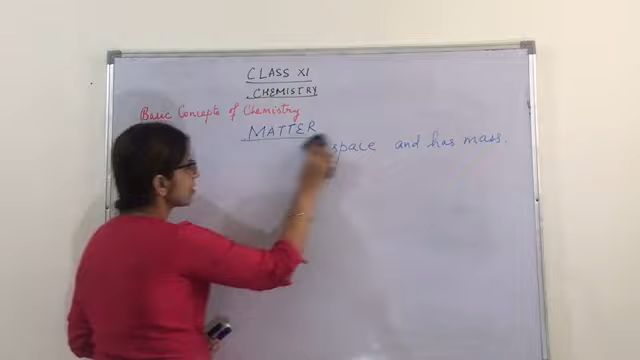 CLASS XI
CHEMISTRY
Basic Concepts of Chemistry
MATTER
space and has mass.